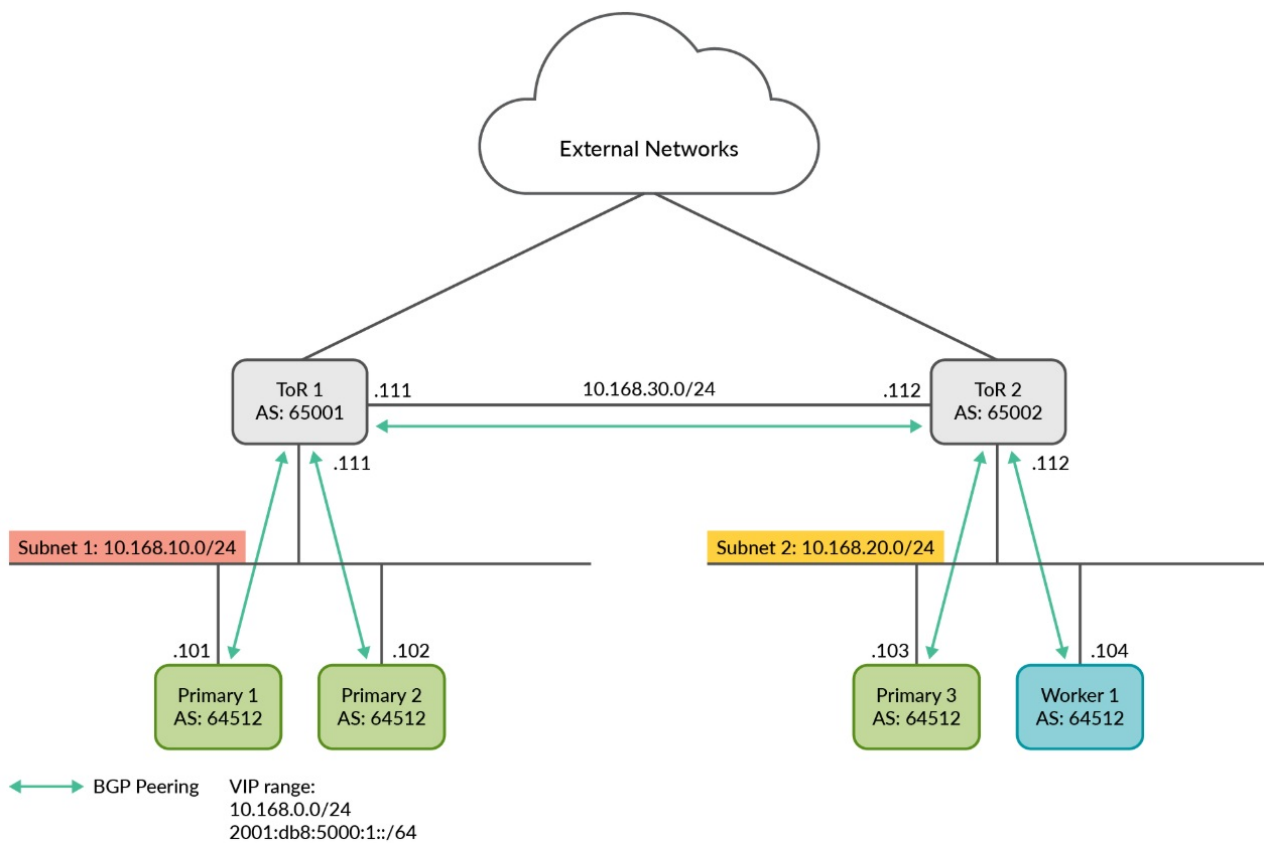 External Networks
ToR 1
AS: 65001
.111
10.168.30.0/24
.112
ToR 2
AS: 65002
.111
.112
Subnet 1: 10.168.10.0/24
Subnet 2: 10.168.20.0/24
.101
.102
.103
.104
Primary 1
AS: 64512
Primary 2
AS: 64512
Primary 3
AS: 64512
Worker 1
AS: 64512
BGP Peering
VIP range:
10.168.0.0/24
2001:db8:5000:1::/64